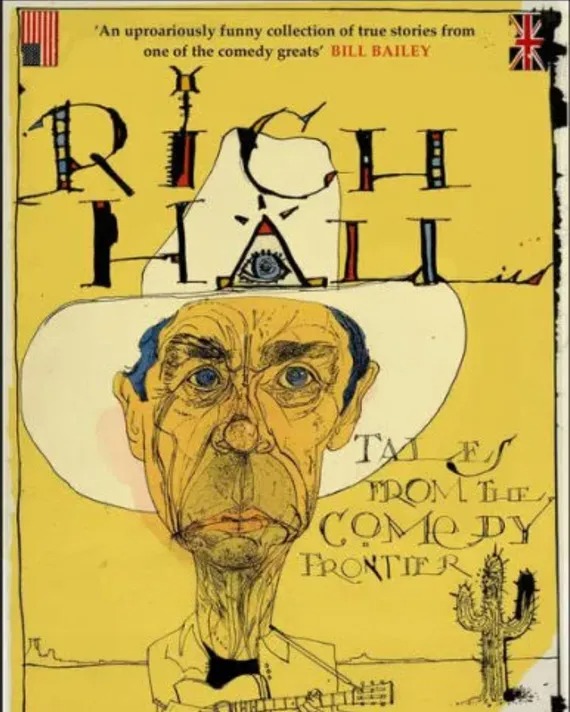 'An uproariously funny collection of true stories from
one of the comedy greats' BILL BAILEY
RICH
HALL
TALES
FROM THE
COMEDY
FRONTIER